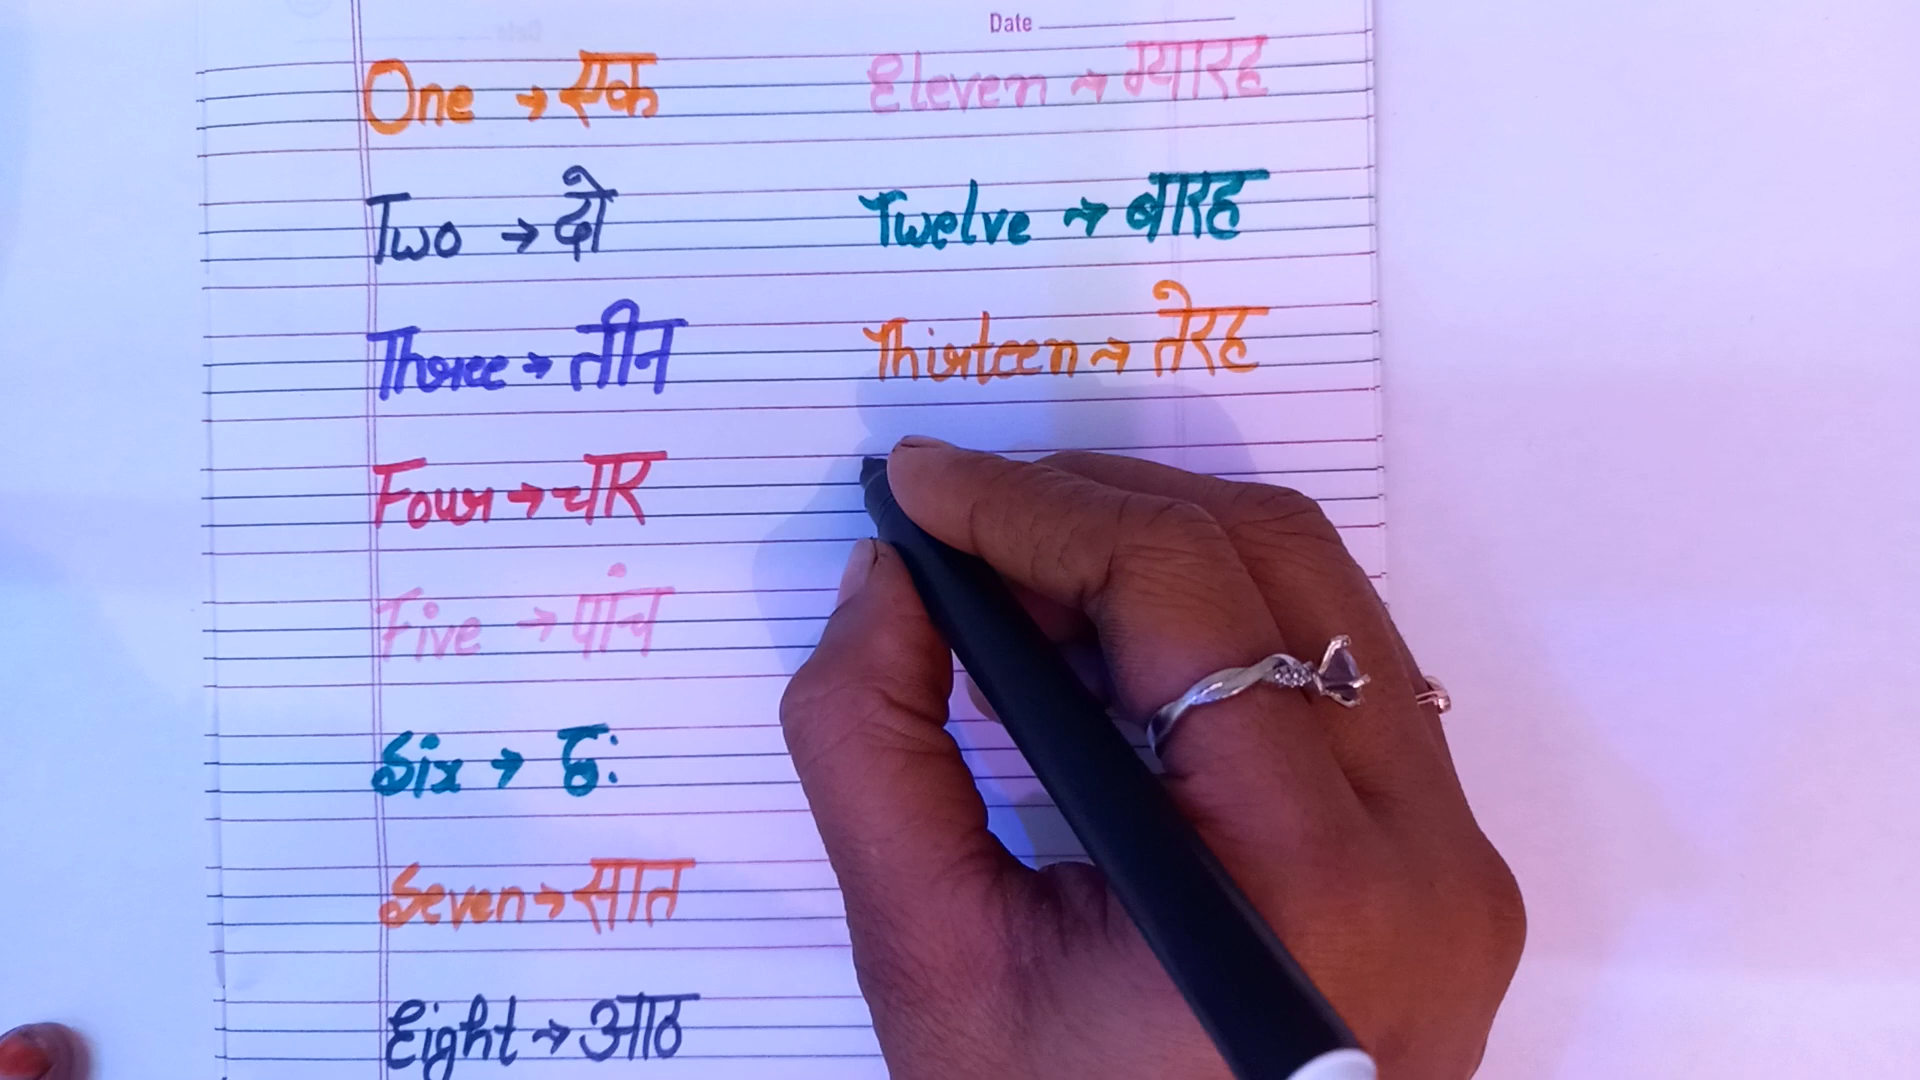 Date
One → एक
Two → दो
Three → तीन
Four → चार
Five → पांच
Six → छ:
Seven → सात
Eight → आठ
Eleven → ग्यारह
Twelve → बारह
Thirteen → तेरह